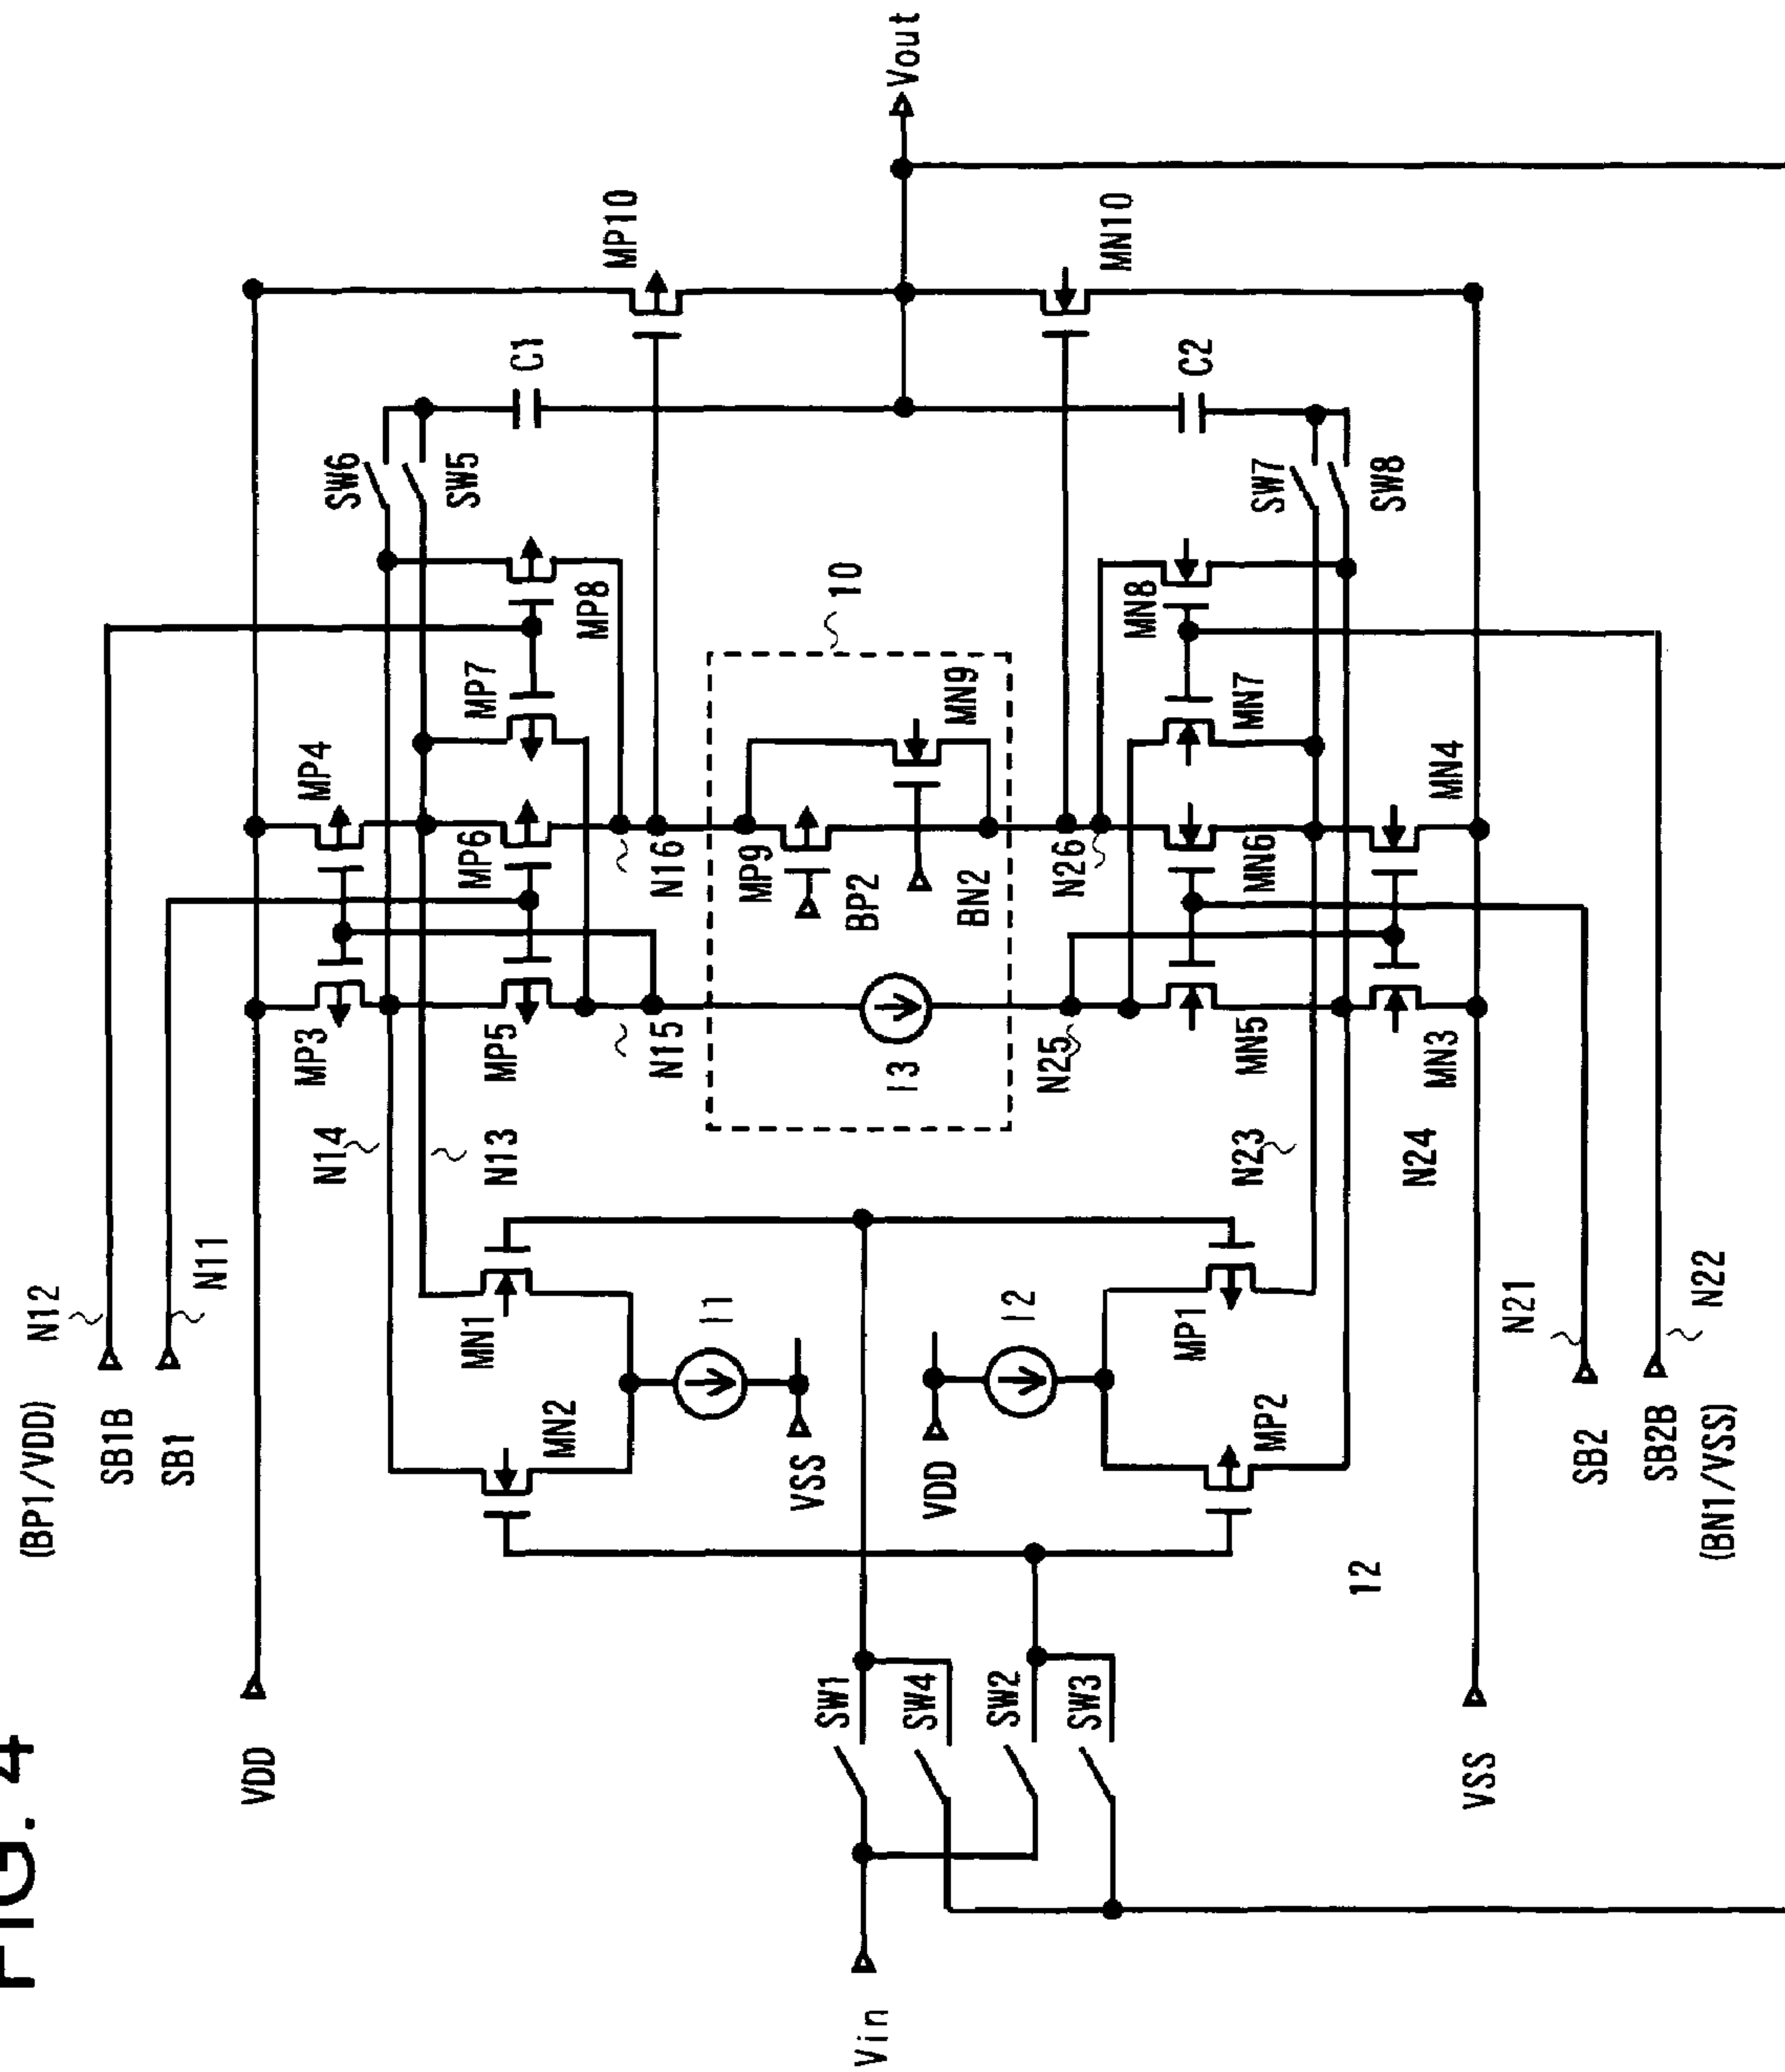 FIG. 4
(BP1/VDD)
N12
SB1B
SB1
N11
VDD
N14
MP3
MP4
SW6
N13
MP5
MP6
MP7
MP8
SW5
C1
MP10
MN2
MN1
I1
VSS
N15
N16
10
Vin
SW1
SW4
SW2
SW3
VDD
I2
I3
MP9
BP2
BN2
MN9
Vout
N25
N26
MN10
MP2
MP1
N23
MN5
MN6
MN7
MN8
SW7
C2
12
N24
MN3
MN4
SW8
VSS
SB2
N21
SB2B
N22
(BN1/VSS)